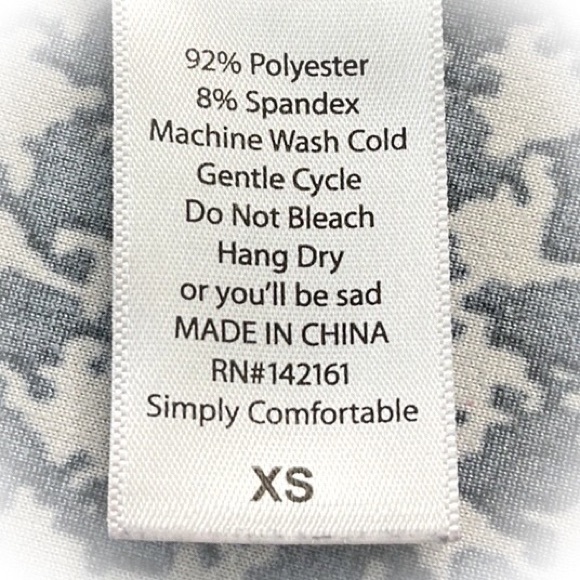 92% Polyester
8% Spandex
Machine Wash Cold
Gentle Cycle
Do Not Bleach
Hang Dry
or you'll be sad
MADE IN CHINA
RN#142161
Simply Comfortable
XS